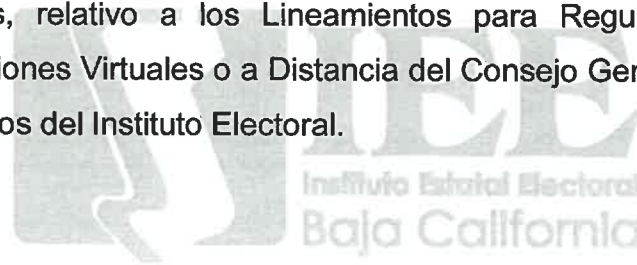 s, relativo a los Lineamientos para Regu
iones Virtuales o a Distancia del Consejo Ger
os del Instituto Electoral.
IEE
Instituto Estatal Electoral
Baja California